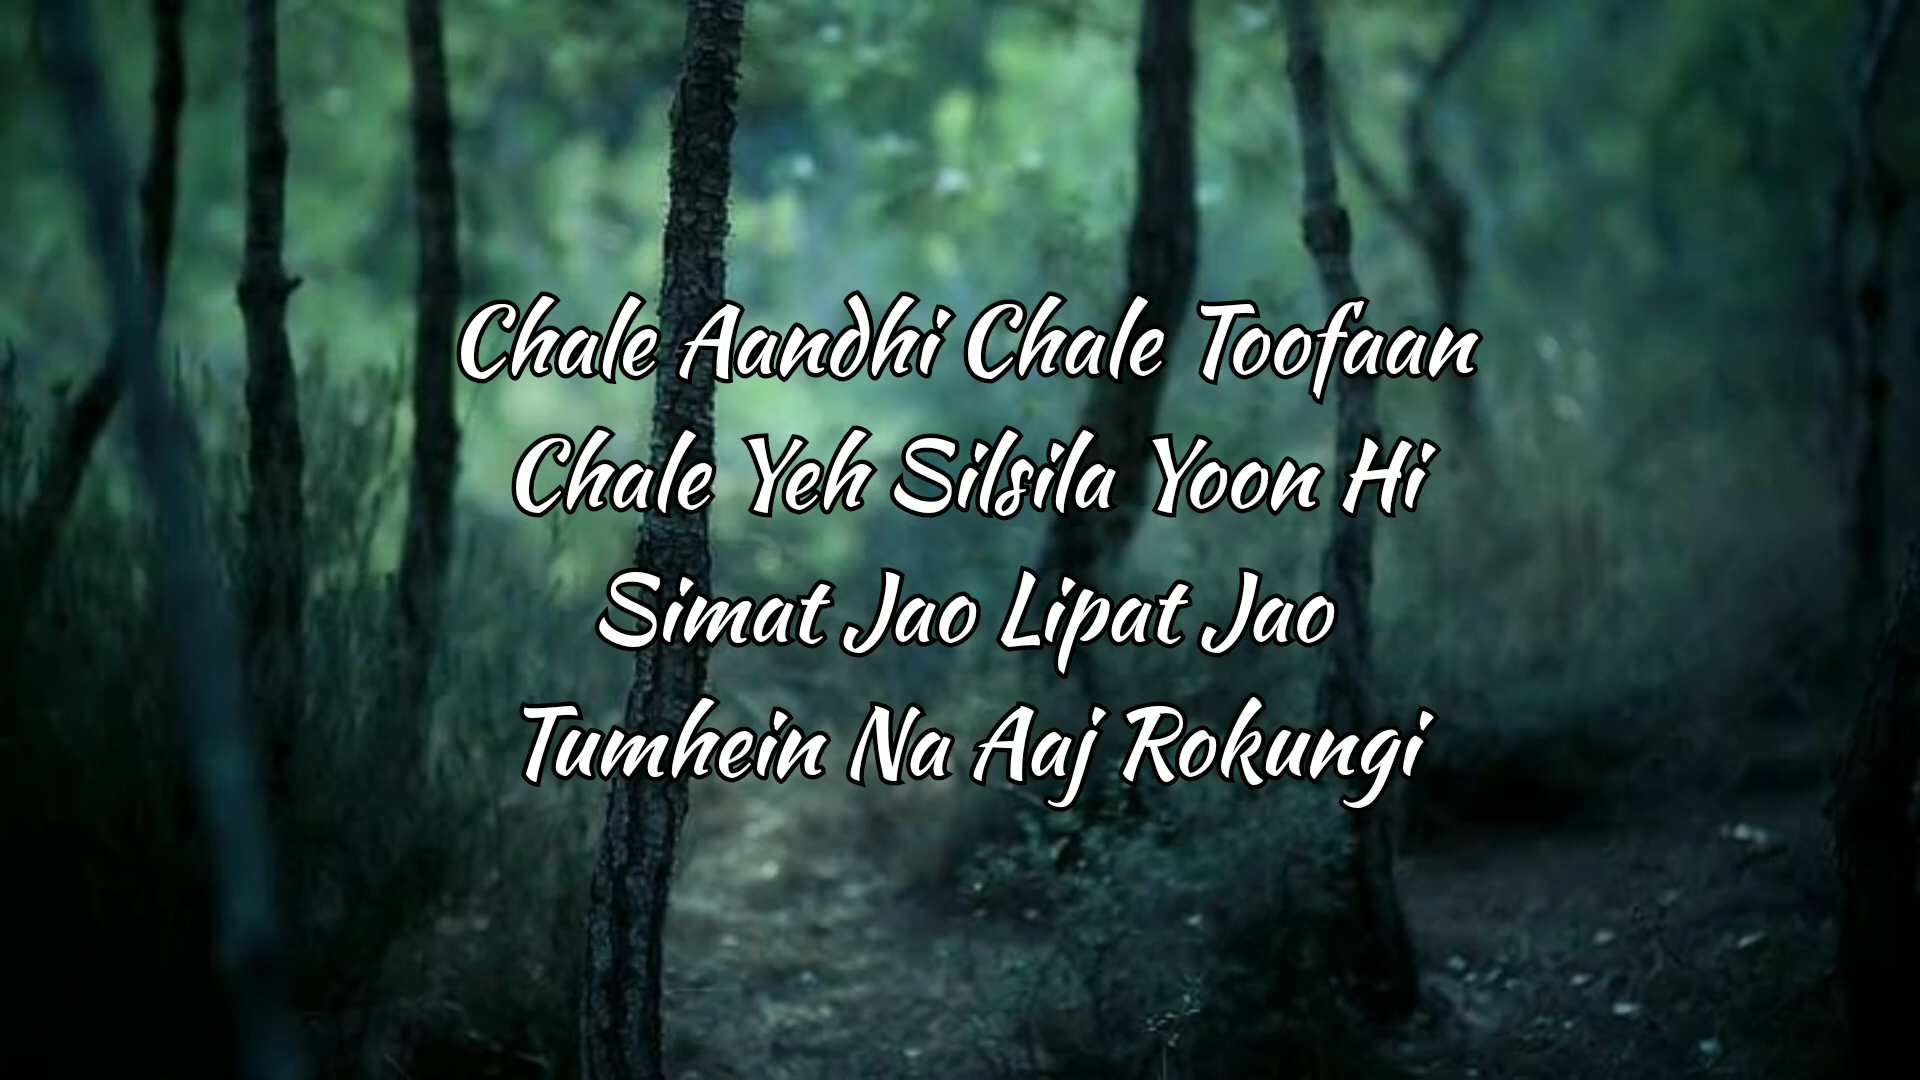 Chale Aandhi Chale Toofaan
Chale Yeh Silsila Yoon Hi
Simat Jao Lipat Jao
Tumhein Na Aaj Rokungi